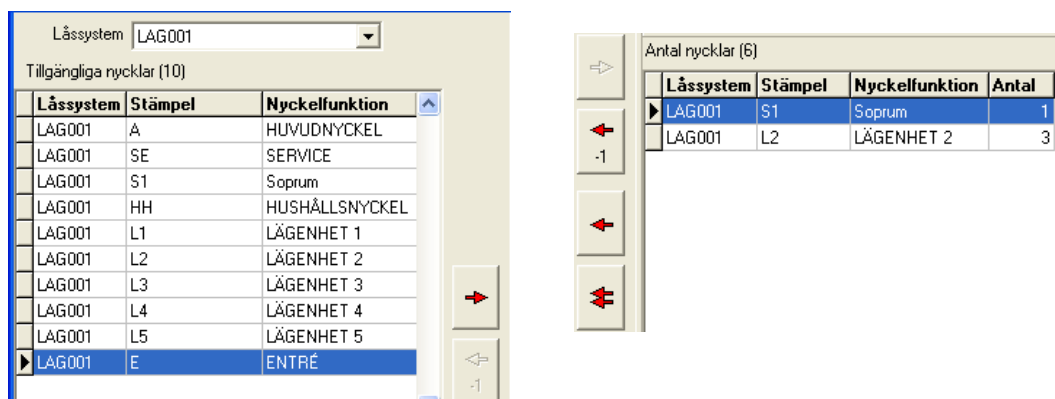 Låssystem LAG001
Tillgängliga nycklar (10)
Låssystem Stämpel Nyckelfunktion
LAG001 A HUVUDNYCKEL
LAG001 SE SERVICE
LAG001 S1 Soprum
LAG001 HH HUSHÅLLSNYCKEL
LAG001 L1 LÄGENHET 1
LAG001 L2 LÄGENHET 2
LAG001 L3 LÄGENHET 3
LAG001 L4 LÄGENHET 4
LAG001 L5 LÄGENHET 5
LAG001 E ENTRÉ
-1
Antal nycklar (6)
Låssystem Stämpel Nyckelfunktion Antal
LAG001 S1 Soprum 1
LAG001 L2 LÄGENHET 2 3
-1